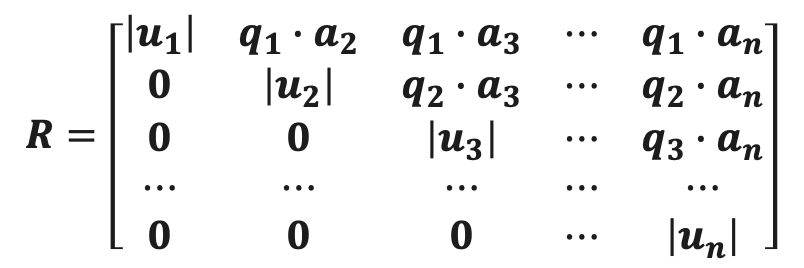 |u₁| q₁ · a₂ q₁ · a₃ ⋯ q₁ · aₙ
0 |u₂| q₂ · a₃ ⋯ q₂ · aₙ
R = 0 0 |u₃| ⋯ q₃ · aₙ
⋯ ⋯ ⋯ ⋯ ⋯
0 0 0 ⋯ |uₙ|